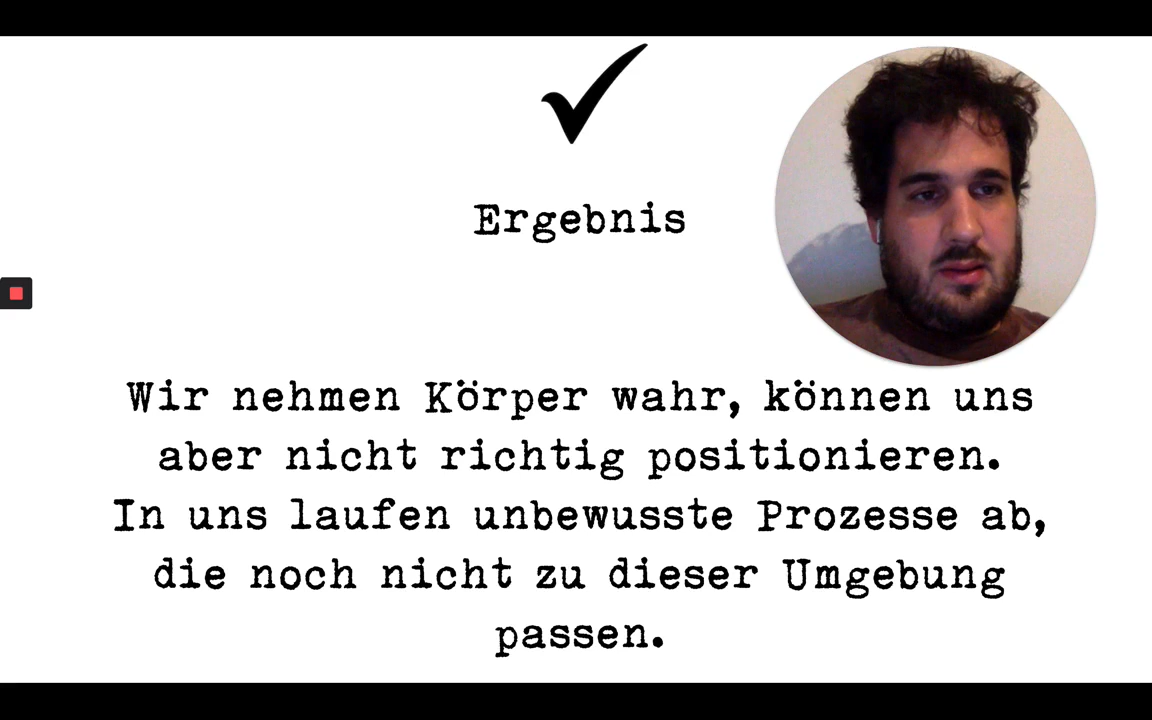 Ergebnis
Wir nehmen Körper wahr, können uns
aber nicht richtig positionieren.
In uns laufen unbewusste Prozesse ab,
die noch nicht zu dieser Umgebung
passen.